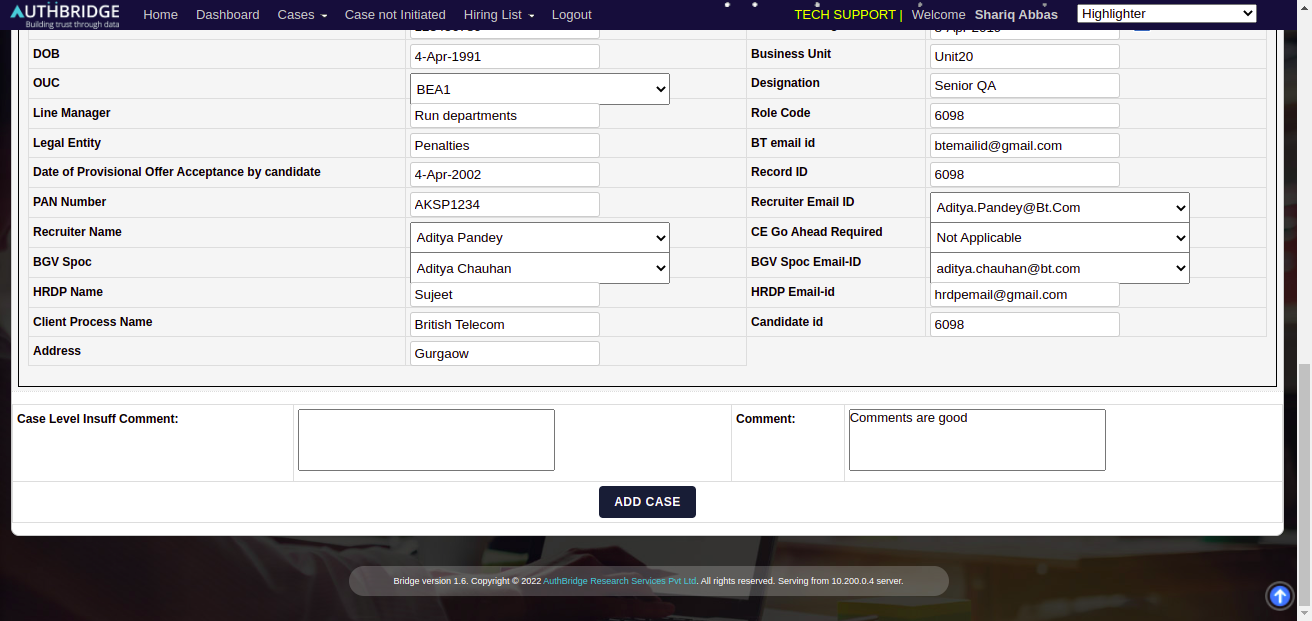 AUTHBRIDGE
Building trust through data
Home Dashboard Cases Case not Initiated Hiring List Logout
TECH SUPPORT | Welcome Shariq Abbas Highlighter
DOB 4-Apr-1991 Business Unit Unit20
OUC BEA1 Designation Senior QA
Line Manager Run departments Role Code 6098
Legal Entity Penalties BT email id btemailid@gmail.com
Date of Provisional Offer Acceptance by candidate 4-Apr-2002 Record ID 6098
PAN Number AKSP1234 Recruiter Email ID Aditya.Pandey@Bt.Com
Recruiter Name Aditya Pandey CE Go Ahead Required Not Applicable
BGV Spoc Aditya Chauhan BGV Spoc Email-ID aditya.chauhan@bt.com
HRDP Name Sujeet HRDP Email-id hrdpemail@gmail.com
Client Process Name British Telecom Candidate id 6098
Address Gurgaow
Case Level Insuff Comment: Comment: Comments are good
ADD CASE
Bridge version 1.6. Copyright © 2022 AuthBridge Research Services Pvt Ltd. All rights reserved. Serving from 10.200.0.4 server.